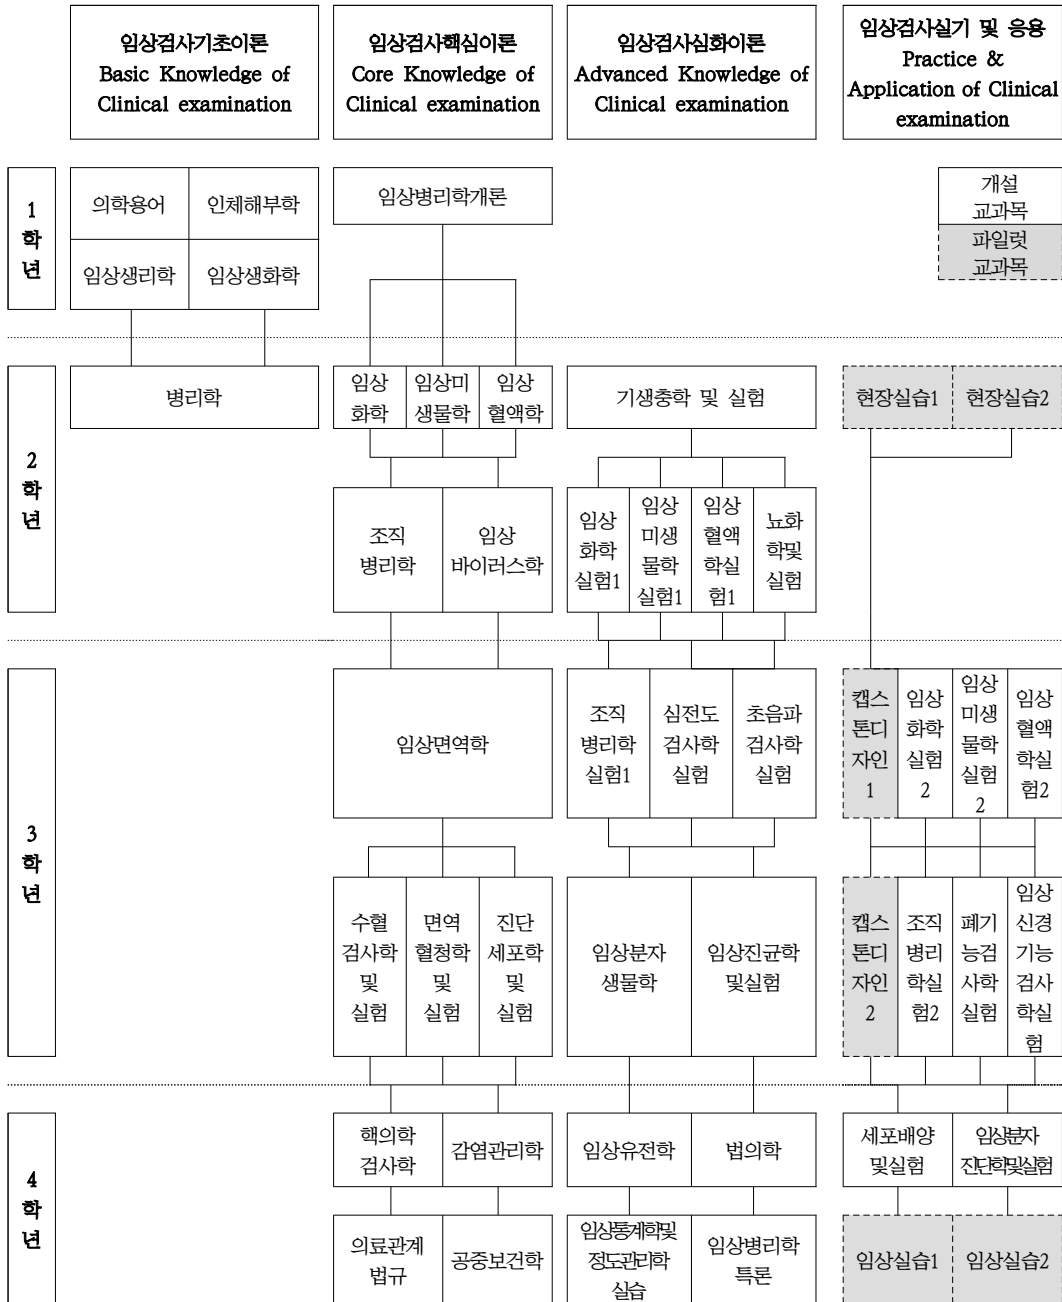 임상검사기초이론
Basic Knowledge of
Clinical examination
임상검사핵심이론
Core Knowledge of
Clinical examination
임상검사심화이론
Advanced Knowledge of
Clinical examination
임상검사실기 및 응용
Practice &
Application of Clinical
examination
1
학
년
의학용어
인체해부학
임상생리학
임상생화학
임상병리학개론
개설
교과목
파일럿
교과목
2
학
년
병리학
임상
화학
임상미
생물학
임상
혈액학
기생충학 및 실험
현장실습1
현장실습2
조직
병리학
임상
바이러스학
임상
화학
실험1
임상
미생
물학
실험1
임상
혈액
학실
험1
뇨화
학및
실험
3
학
년
임상면역학
조직
병리학
실험1
심전도
검사학
실험
초음파
검사학
실험
캡스
톤디
자인
1
임상
화학
실험
2
임상
미생
물학
실험
2
임상
혈액
학실
험2
수혈
검사학
및
실험
면역
혈청학
및
실험
진단
세포학
및
실험
임상분자
생물학
임상진균학
및실험
캡스
톤디
자인
2
조직
병리
학실
험2
폐기
능검
사학
실험
임상
신경
기능
검사
학실
험
4
학
년
핵의학
검사학
감염관리학
임상유전학
법의학
세포배양
및실험
임상분자
진단학및실험
의료관계
법규
공중보건학
임상통계학및
정도관리학
실습
임상병리학
특론
임상실습1
임상실습2